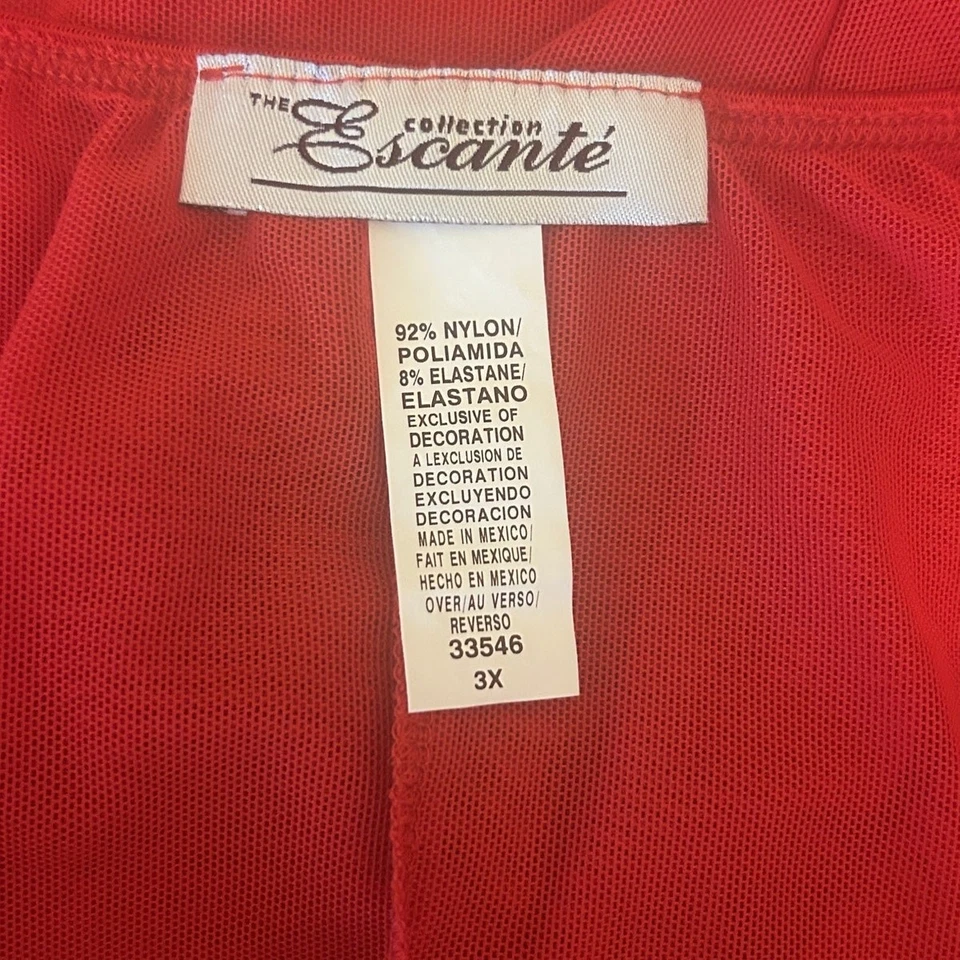 THE collection
Escanté
92% NYLON/
POLIAMIDA
8% ELASTANE/
ELASTANO
EXCLUSIVE OF
DECORATION
A LEXCLUSION DE
DECORATION
EXCLUYENDO
DECORACION
MADE IN MEXICO/
FAIT EN MEXIQUE/
HECHO EN MEXICO
OVER/AU VERSO/
REVERSO
33546
3X